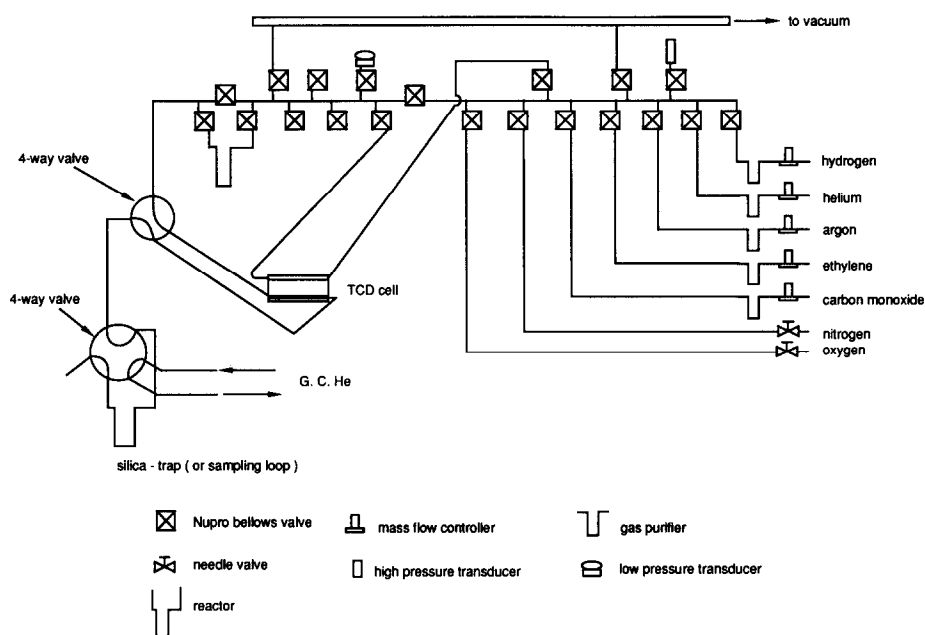 to vacuum
4-way valve
hydrogen
helium
argon
ethylene
carbon monoxide
nitrogen
oxygen
TCD cell
4-way valve
G. C. He
silica - trap ( or sampling loop )
Nupro bellows valve
mass flow controller
gas purifier
needle valve
high pressure transducer
low pressure transducer
reactor